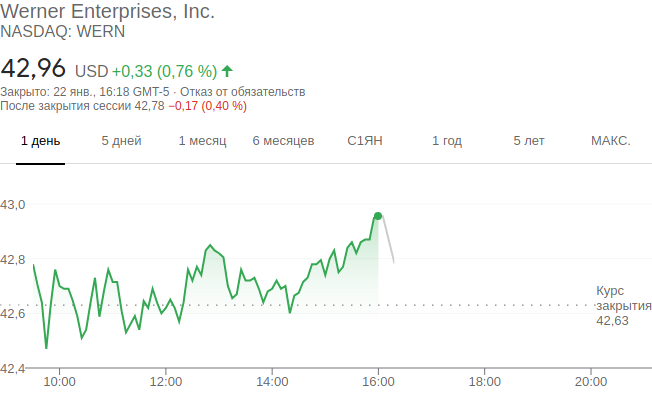 Werner Enterprises, Inc.
NASDAQ: WERN
42,96 USD +0,33 (0,76 %)
Закрыто: 22 янв., 16:18 GMT-5 · Отказ от обязательств
После закрытия сессии 42,78 −0,17 (0,40 %)
1 день 5 дней 1 месяц 6 месяцев С1ЯН 1 год 5 лет МАКС.
43,0
42,8
Курс
закрытия
42,63
42,6
42,4
10:00 12:00 14:00 16:00 18:00 20:00